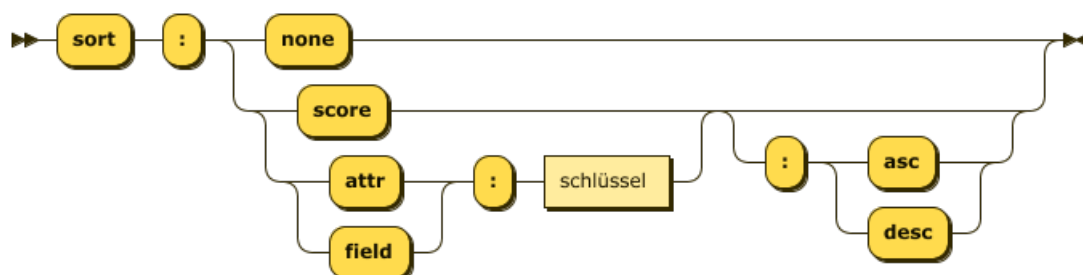 sort : none
score
attr : schlüssel : asc
field desc